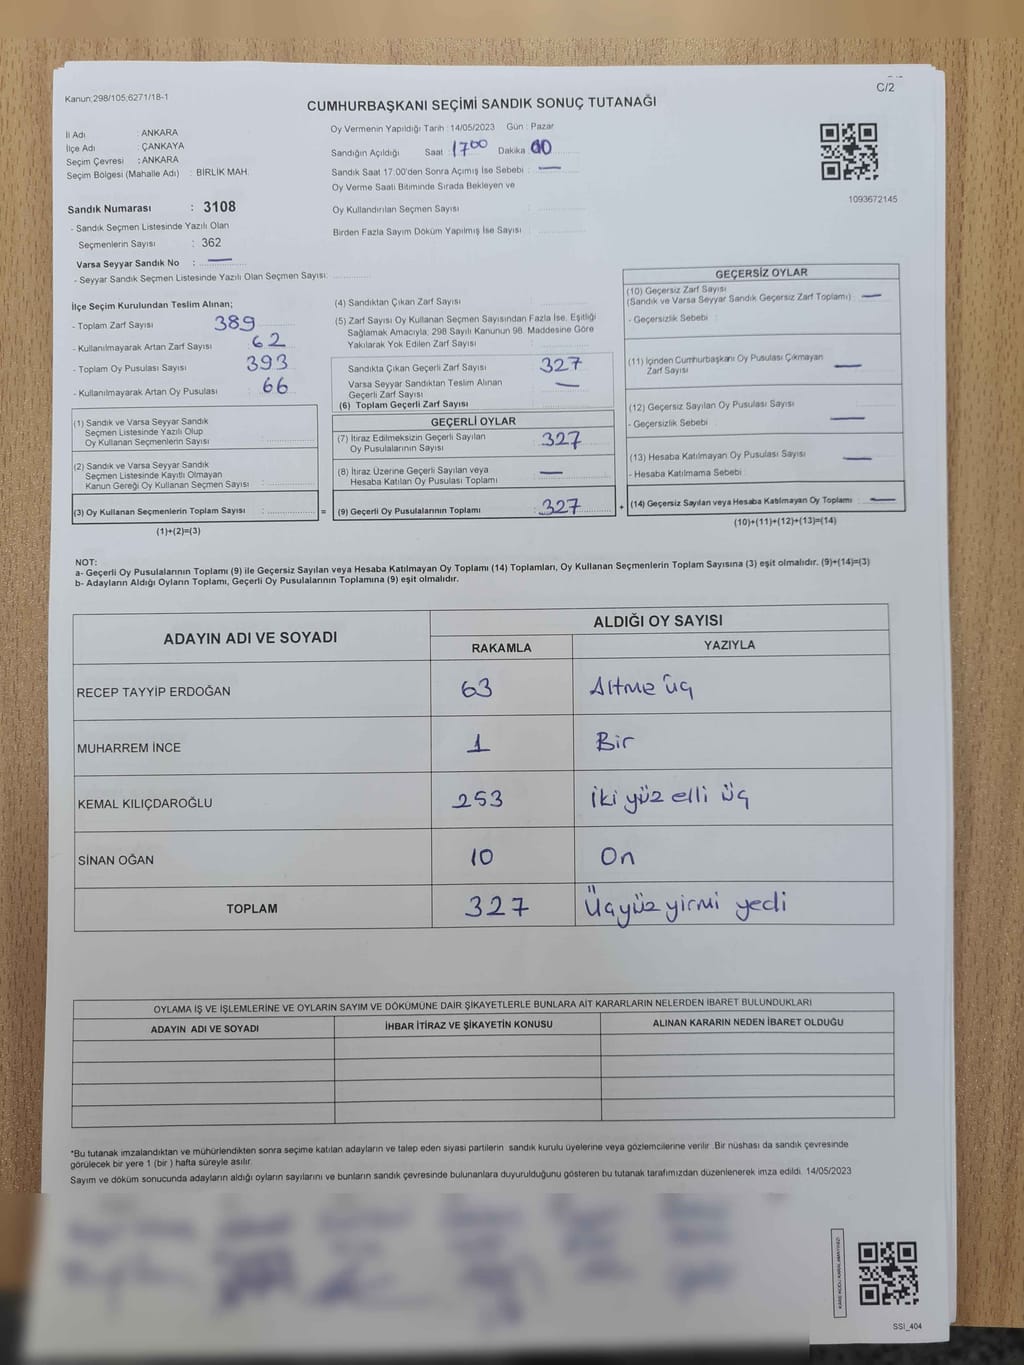 C/2
Kanun;298/105;6271/18-1
CUMHURBAŞKANI SEÇİMİ SANDIK SONUÇ TUTANAĞI
İl Adı : ANKARA
İlçe Adı : ÇANKAYA
Seçim Çevresi : ANKARA
Seçim Bölgesi (Mahalle Adı) : BİRLİK MAH.
Sandık Numarası : 3108
- Sandık Seçmen Listesinde Yazılı Olan
Seçmenlerin Sayısı : 362
Varsa Seyyar Sandık No : —
- Seyyar Sandık Seçmen Listesinde Yazılı Olan Seçmen Sayısı:
Oy Vermenin Yapıldığı Tarih : 14/05/2023 Gün : Pazar
Sandığın Açıldığı Saat : 17 00 Dakika : 00
Sandık Saat 17.00'den Sonra Açımış İse Sebebi : —
Oy Verme Saati Bitiminde Sırada Bekleyen ve
Oy Kullandırılan Seçmen Sayısı :
Birden Fazla Sayım Döküm Yapılmış İse Sayısı :
1093672145
İlçe Seçim Kurulundan Teslim Alınan;
- Toplam Zarf Sayısı : 389
- Kullanılmayarak Artan Zarf Sayısı : 62
- Toplam Oy Pusulası Sayısı : 393
- Kullanılmayarak Artan Oy Pusulası : 66
(1) Sandık ve Varsa Seyyar Sandık
Seçmen Listesinde Yazılı Olup
Oy Kullanan Seçmenlerin Sayısı :
(2) Sandık ve Varsa Seyyar Sandık
Seçmen Listesinde Kayıtlı Olmayan
Kanun Gereği Oy Kullanan Seçmen Sayısı :
(3) Oy Kullanan Seçmenlerin Toplam Sayısı : =
(1)+(2)=(3)
(4) Sandıktan Çıkan Zarf Sayısı :
(5) Zarf Sayısı Oy Kullanan Seçmen Sayısından Fazla İse, Eşitliği
Sağlamak Amacıyla; 298 Sayılı Kanunun 98. Maddesine Göre
Yakılarak Yok Edilen Zarf Sayısı :
Sandıkta Çıkan Geçerli Zarf Sayısı : 327
Varsa Seyyar Sandıktan Teslim Alınan
Geçerli Zarf Sayısı : —
(6) Toplam Geçerli Zarf Sayısı :
GEÇERLİ OYLAR
(7) İtiraz Edilmeksizin Geçerli Sayılan
Oy Pusulalarının Sayısı : 327
(8) İtiraz Üzerine Geçerli Sayılan veya
Hesaba Katılan Oy Pusulası Toplamı : —
(9) Geçerli Oy Pusulalarının Toplamı : 327 +
GEÇERSİZ OYLAR
(10) Geçersiz Zarf Sayısı
(Sandık ve Varsa Seyyar Sandık Geçersiz Zarf Toplamı) : —
- Geçersizlik Sebebi :
(11) İçinden Cumhurbaşkanı Oy Pusulası Çıkmayan
Zarf Sayısı : —
(12) Geçersiz Sayılan Oy Pusulası Sayısı : —
- Geçersizlik Sebebi :
(13) Hesaba Katılmayan Oy Pusulası Sayısı : —
- Hesaba Katılmama Sebebi :
(14) Geçersiz Sayılan veya Hesaba Katılmayan Oy Toplamı : —
(10)+(11)+(12)+(13)=(14)
NOT:
a- Geçerli Oy Pusulalarının Toplamı (9) ile Geçersiz Sayılan veya Hesaba Katılmayan Oy Toplamı (14) Toplamları, Oy Kullanan Seçmenlerin Toplam Sayısına (3) eşit olmalıdır. (9)+(14)=(3)
b- Adayların Aldığı Oyların Toplamı, Geçerli Oy Pusulalarının Toplamına (9) eşit olmalıdır.
ADAYIN ADI VE SOYADI
ALDIĞI OY SAYISI
RAKAMLA YAZIYLA
RECEP TAYYİP ERDOĞAN 63 Altmış üç
MUHARREM İNCE 1 Bir
KEMAL KILIÇDAROĞLU 253 İki yüz elli üç
SİNAN OĞAN 10 On
TOPLAM 327 Üçyüz yirmi yedi
OYLAMA İŞ VE İŞLEMLERİNE VE OYLARIN SAYIM VE DÖKÜMÜNE DAİR ŞİKAYETLERLE BUNLARA AİT KARARLARIN NELERDEN İBARET BULUNDUKLARI
ADAYIN ADI VE SOYADI İHBAR İTİRAZ VE ŞİKAYETİN KONUSU ALINAN KARARIN NEDEN İBARET OLDUĞU
*Bu tutanak imzalandıktan ve mühürlendikten sonra seçime katılan adayların ve talep eden siyasi partilerin sandık kurulu üyelerine veya gözlemcilerine verilir. Bir nüshası da sandık çevresinde
görülecek bir yere 1 (bir ) hafta süreyle asılır.
Sayım ve döküm sonucunda adayların aldığı oyların sayılarını ve bunların sandık çevresinde bulunanlara duyurulduğunu gösteren bu tutanak tarafımızdan düzenlenerek imza edildi. 14/05/2023
SSI_404